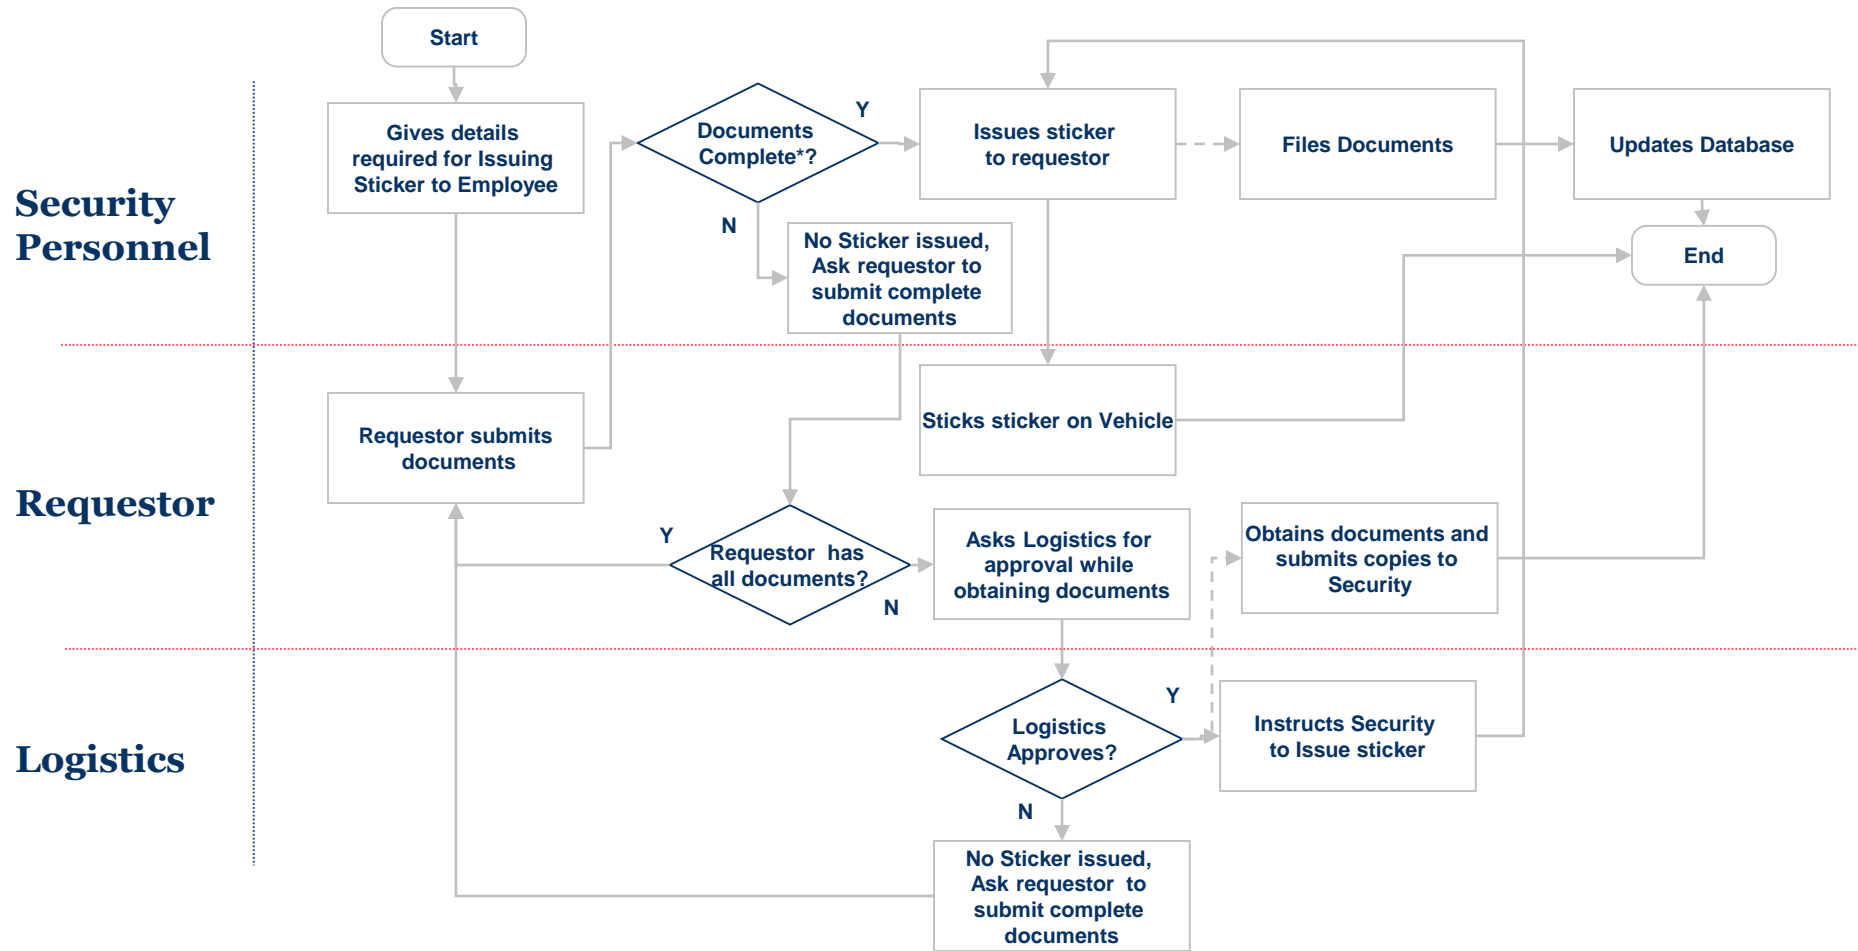 Start
Security
Personnel
Gives details
required for Issuing
Sticker to Employee
Documents
Complete*?
Y
N
Issues sticker
to requestor
Files Documents
Updates Database
No Sticker issued,
Ask requestor to
submit complete
documents
End
Requestor
Requestor submits
documents
Sticks sticker on Vehicle
Requestor has
all documents?
Y
N
Asks Logistics for
approval while
obtaining documents
Obtains documents and
submits copies to
Security
Logistics
Logistics
Approves?
Y
N
Instructs Security
to Issue sticker
No Sticker issued,
Ask requestor to
submit complete
documents